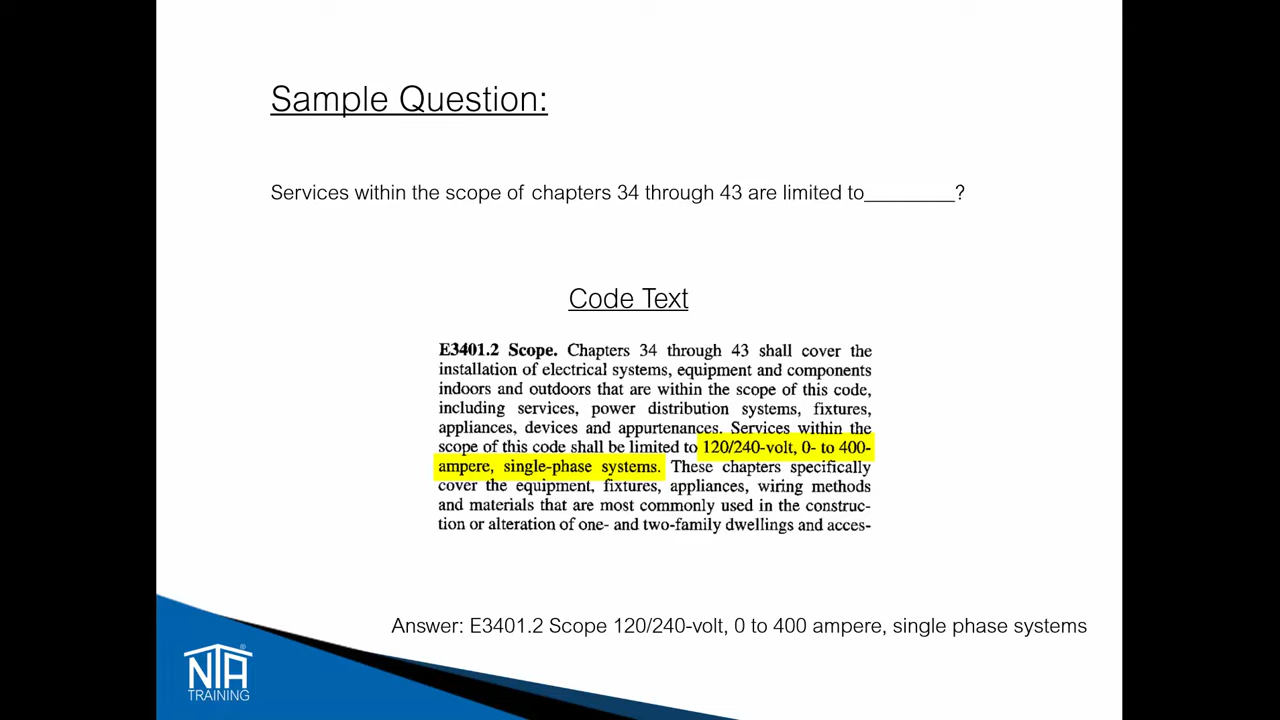 Sample Question:
Services within the scope of chapters 34 through 43 are limited to________?
Code Text
E3401.2 Scope. Chapters 34 through 43 shall cover the
installation of electrical systems, equipment and components
indoors and outdoors that are within the scope of this code,
including services, power distribution systems, fixtures,
appliances, devices and appurtenances. Services within the
scope of this code shall be limited to 120/240-volt, 0- to 400-
ampere, single-phase systems. These chapters specifically
cover the equipment, fixtures, appliances, wiring methods
and materials that are most commonly used in the construc-
tion or alteration of one- and two-family dwellings and acces-
Answer: E3401.2 Scope 120/240-volt, 0 to 400 ampere, single phase systems
NTA®
TRAINING